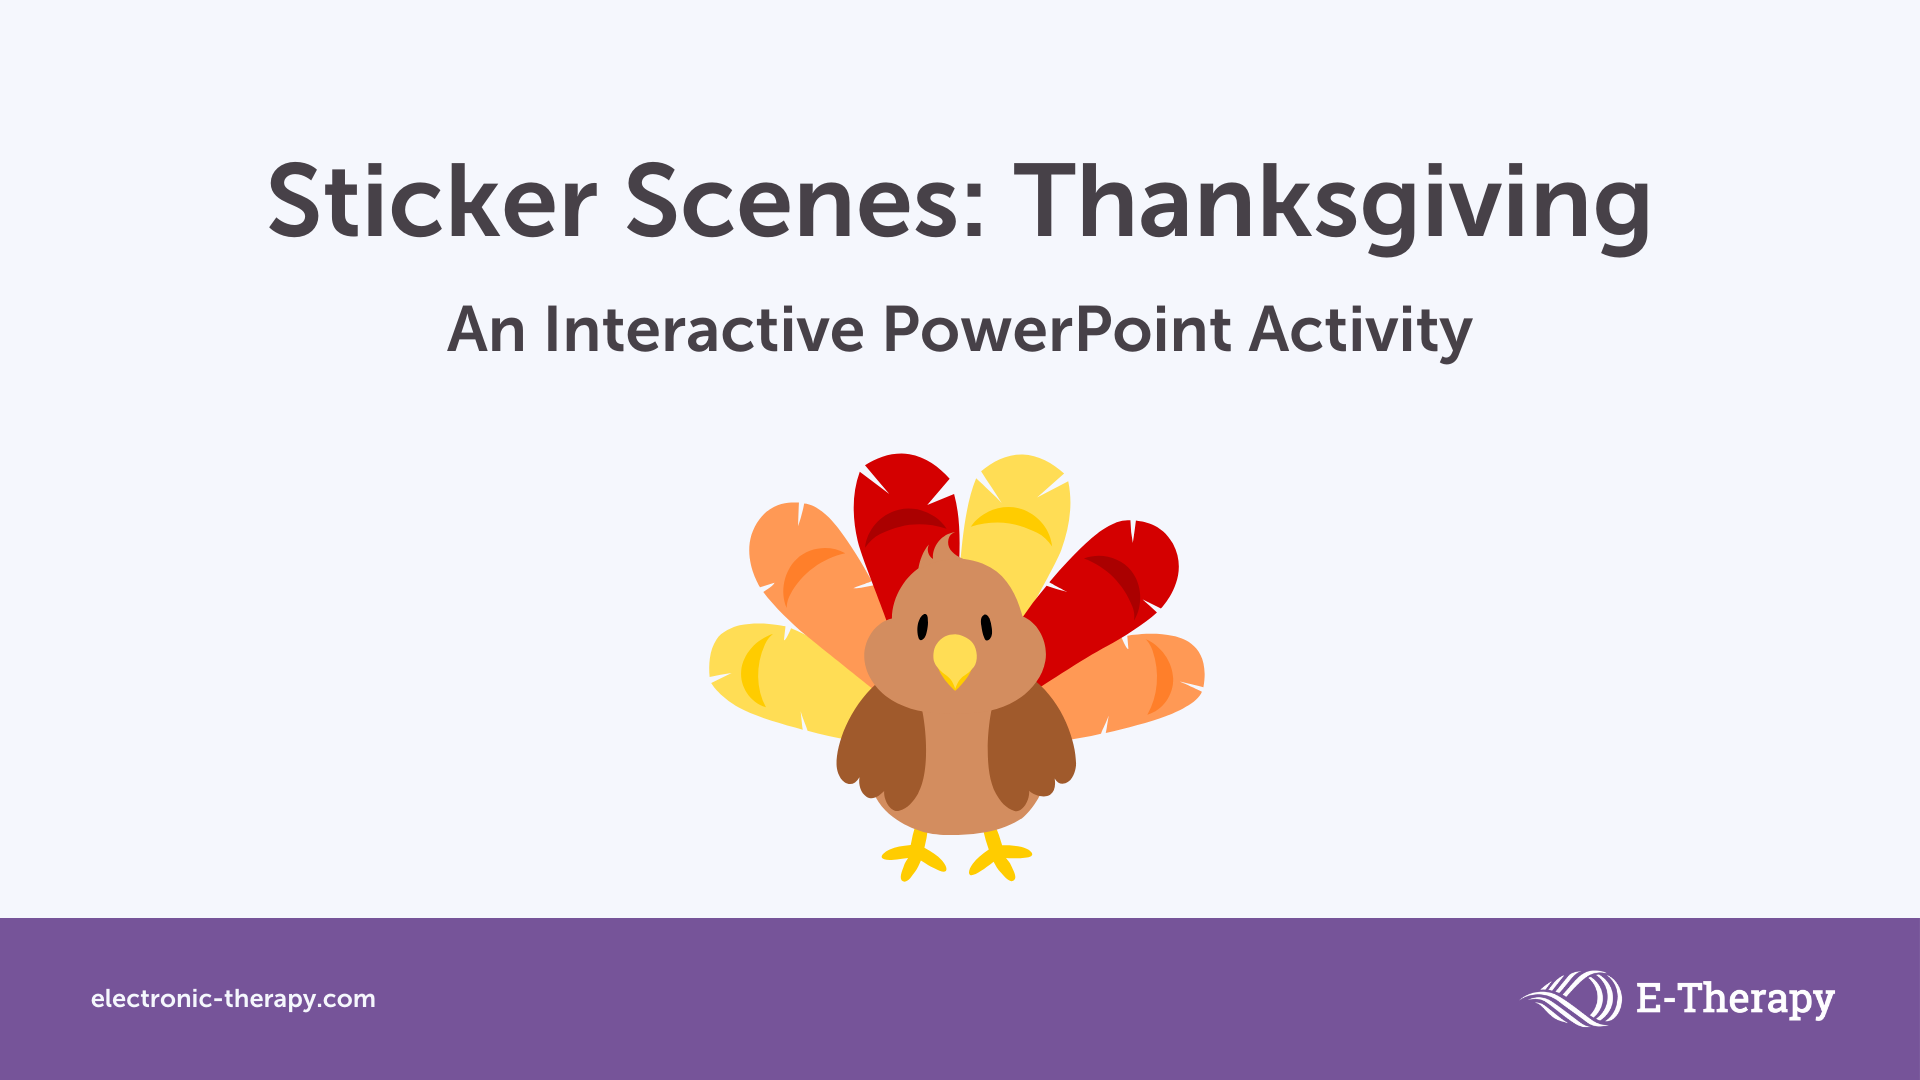 Sticker Scenes: Thanksgiving
An Interactive PowerPoint Activity
electronic-therapy.com
E-Therapy